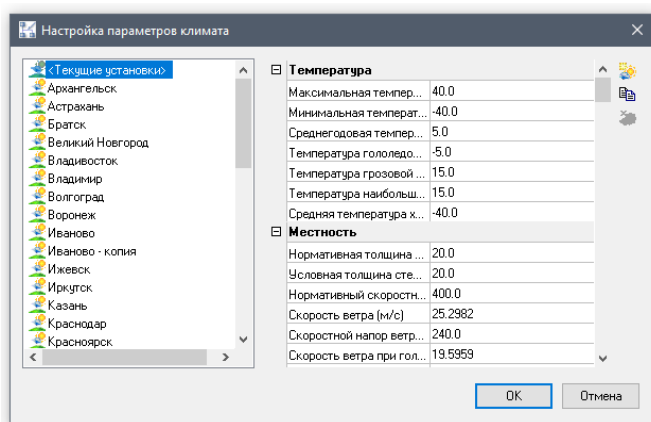 Настройка параметров климата
<Текущие установки>
Архангельск
Астрахань
Братск
Великий Новгород
Владивосток
Владимир
Волгоград
Воронеж
Иваново
Иваново - копия
Ижевск
Иркутск
Казань
Краснодар
Красноярск
Температура
Максимальная темпер... 40.0
Минимальная температ... -40.0
Среднегодовая темпер... 5.0
Температура гололедо... -5.0
Температура грозовой ... 15.0
Температура наибольш... 15.0
Средняя температура х... -40.0
Местность
Нормативная толщина ... 20.0
Условная толщина сте... 20.0
Нормативный скоростн... 400.0
Скорость ветра (м/с) 25.2982
Скоростной напор ветр... 240.0
Скорость ветра при гол... 19.5959
OK Отмена